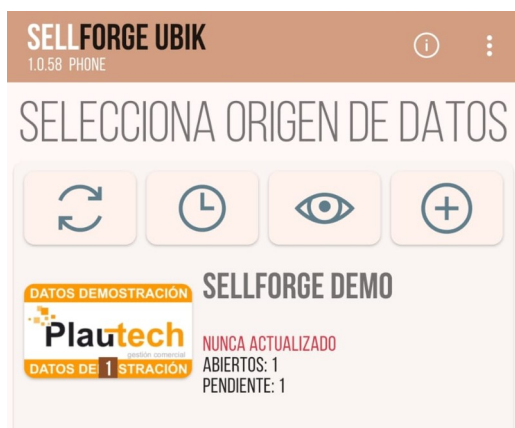 SELLFORGE UBIK
1.0.58 PHONE
SELECCIONA ORIGEN DE DATOS
SELLFORGE DEMO
DATOS DEMOSTRACIÓN
Plautech
gestión comercial
DATOS DE 1 STRACIÓN
NUNCA ACTUALIZADO
ABIERTOS: 1
PENDIENTE: 1